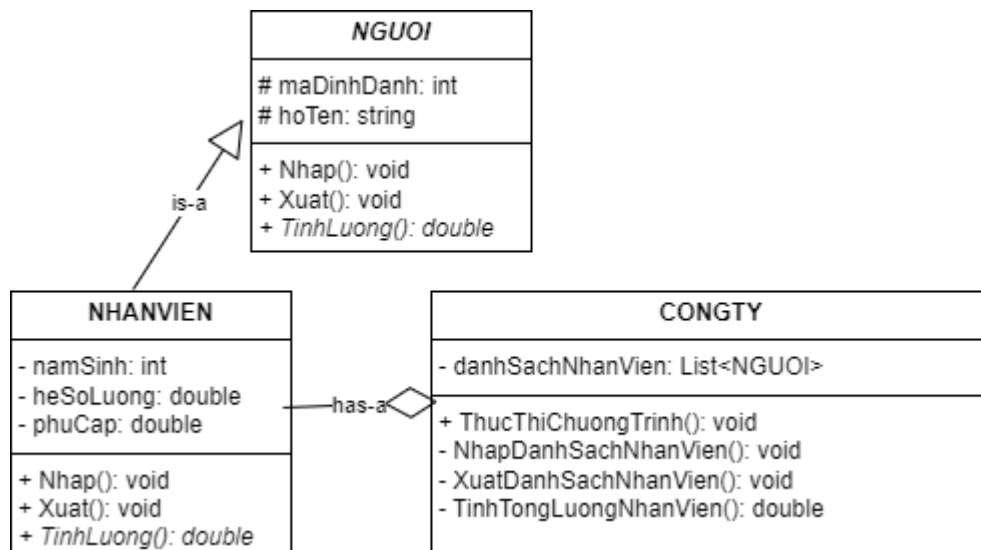 NGUOI
# maDinhDanh: int
# hoTen: string
+ Nhap(): void
+ Xuat(): void
+ TinhLuong(): double
is-a
NHANVIEN
- namSinh: int
- heSoLuong: double
- phuCap: double
+ Nhap(): void
+ Xuat(): void
+ TinhLuong(): double
has-a
CONGTY
- danhSachNhanVien: List<NGUOI>
+ ThucThiChuongTrinh(): void
- NhapDanhSachNhanVien(): void
- XuatDanhSachNhanVien(): void
- TinhTongLuongNhanVien(): double